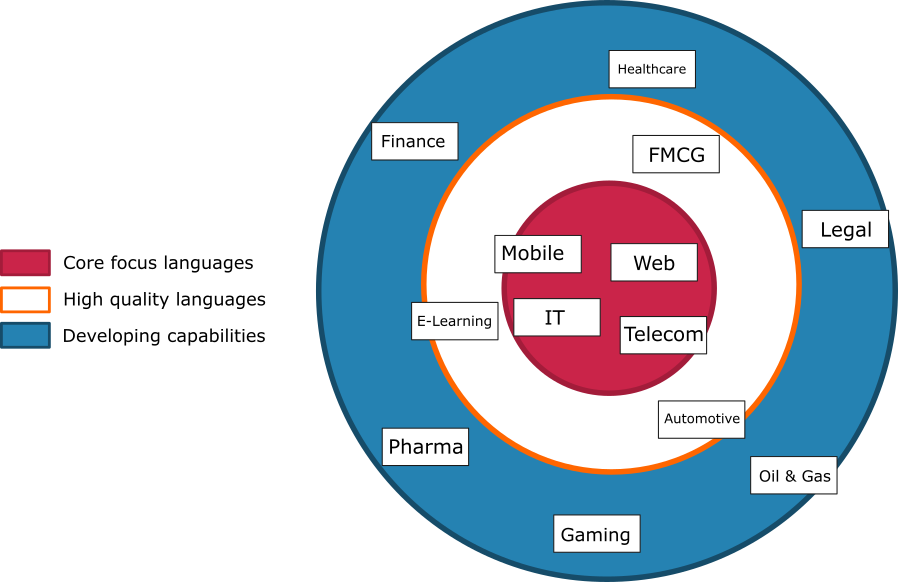 Healthcare
Finance
FMCG
Legal
Mobile
Web
Core focus languages
High quality languages
E-Learning
IT
Telecom
Developing capabilities
Automotive
Pharma
Oil & Gas
Gaming